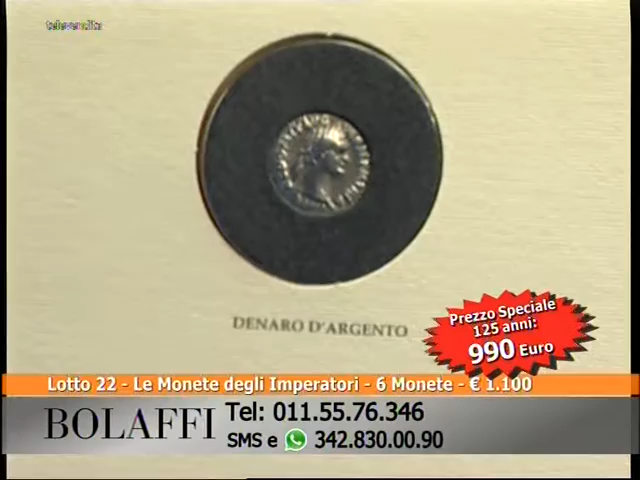 televendite
DENARO D'ARGENTO
Prezzo Speciale
125 anni:
990 Euro
Lotto 22 - Le Monete degli Imperatori - 6 Monete - € 1.100
BOLAFFI
Tel: 011.55.76.346
SMS e 342.830.00.90